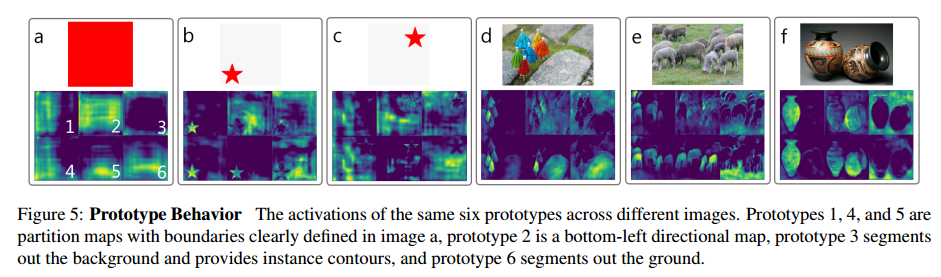 a
b
c
d
e
f
1
2
3
4
5
6
Figure 5: Prototype Behavior The activations of the same six prototypes across different images. Prototypes 1, 4, and 5 are
partition maps with boundaries clearly defined in image a, prototype 2 is a bottom-left directional map, prototype 3 segments
out the background and provides instance contours, and prototype 6 segments out the ground.